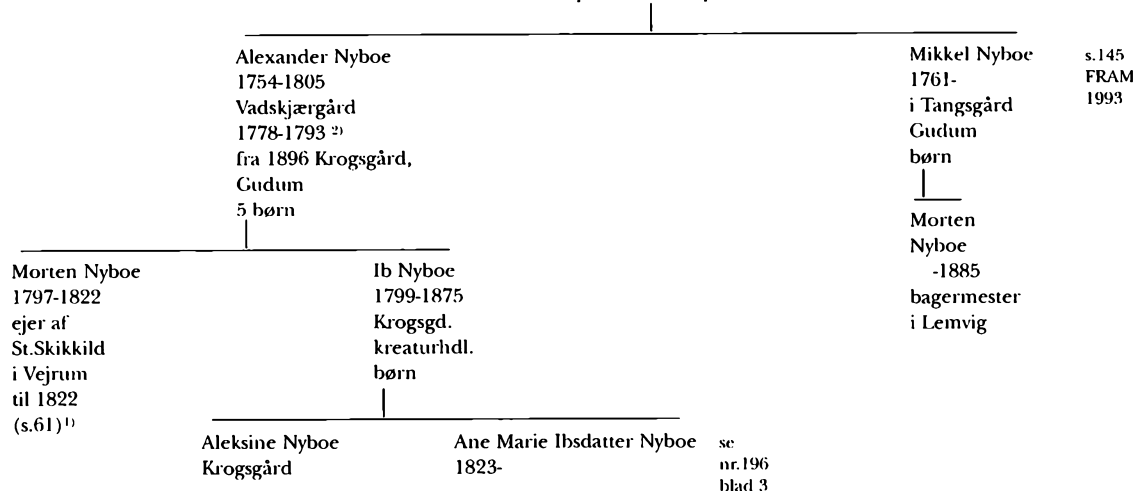 Alexander Nyboe
1754-1805
Vadskjærgård
1778-1793 ²⁾
fra 1896 Krogsgård,
Gudum
5 børn
Mikkel Nyboe
1761-
i Tangsgård
Gudum
børn
s.145
FRAM
1993
Morten
Nyboe
-1885
bagermester
i Lemvig
Morten Nyboe
1797-1822
ejer af
St.Skikkild
i Vejrum
til 1822
(s.61)¹⁾
Ib Nyboe
1799-1875
Krogsgd.
kreaturhdl.
børn
Aleksine Nyboe
Krogsgård
Ane Marie Ibsdatter Nyboe
1823-
se
nr.196
blad 3